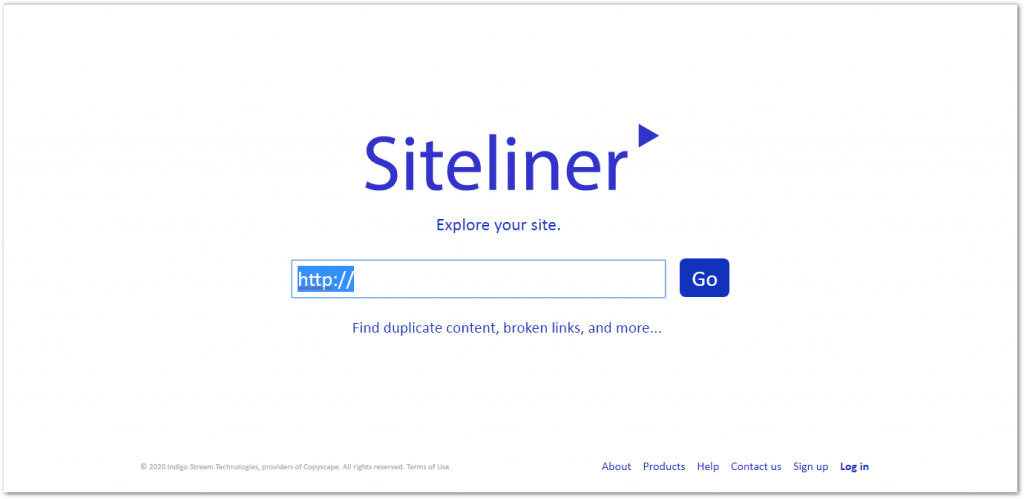 Siteliner
Explore your site.
http://
Go
Find duplicate content, broken links, and more...
© 2020 Indigo Stream Technologies, providers of Copyscape. All rights reserved. Terms of Use.
About Products Help Contact us Sign up Log in